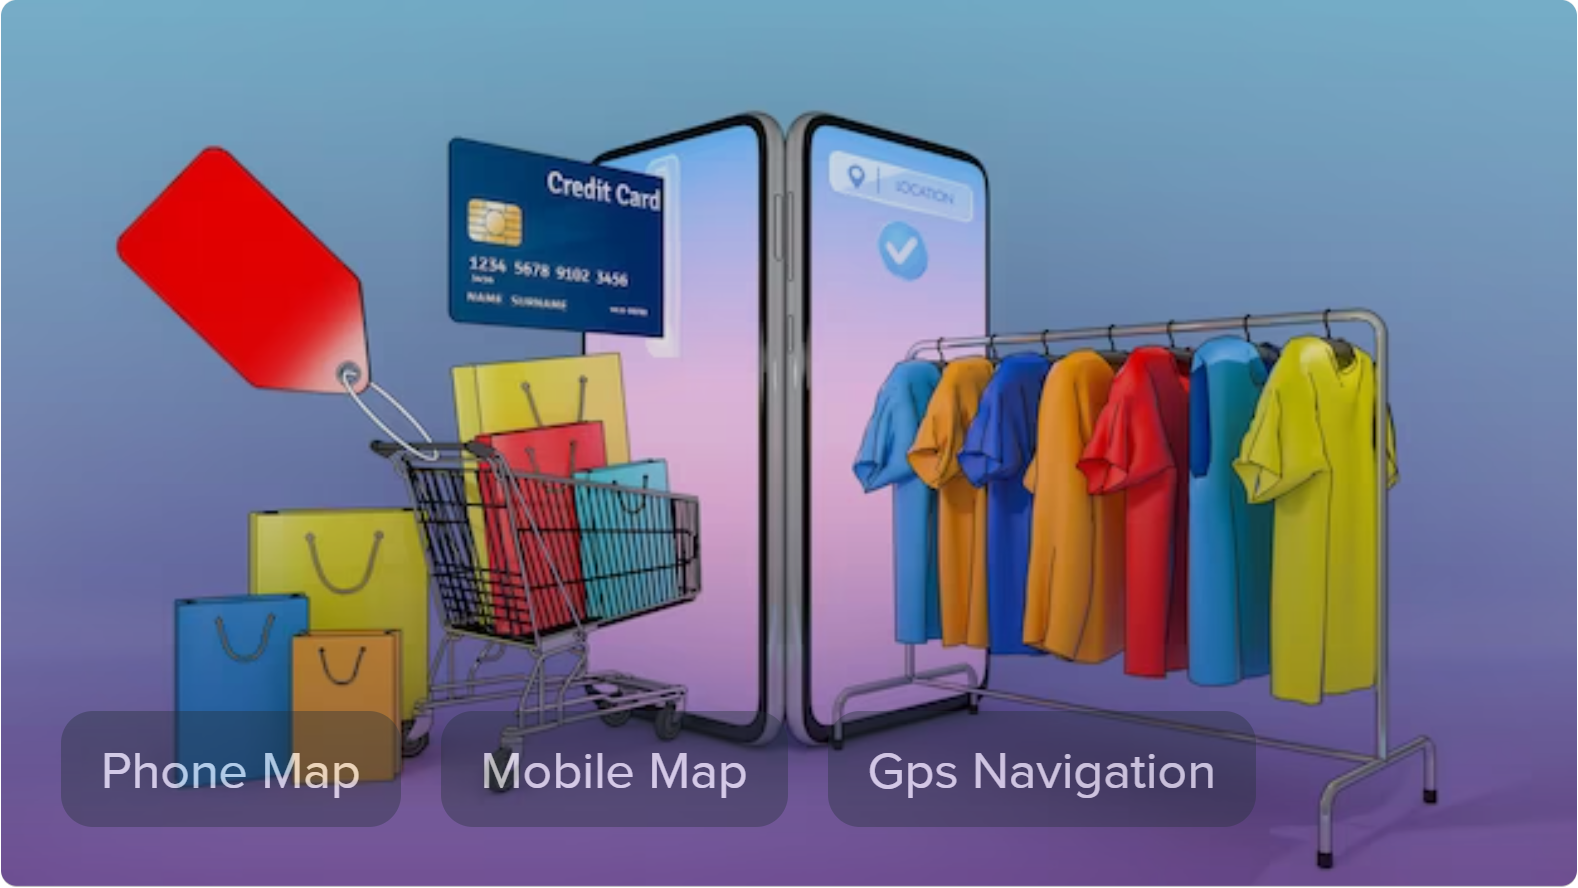 Credit Card
LOCATION
1234 5678 9102 3456
NAME SURNAME
Phone Map
Mobile Map
Gps Navigation